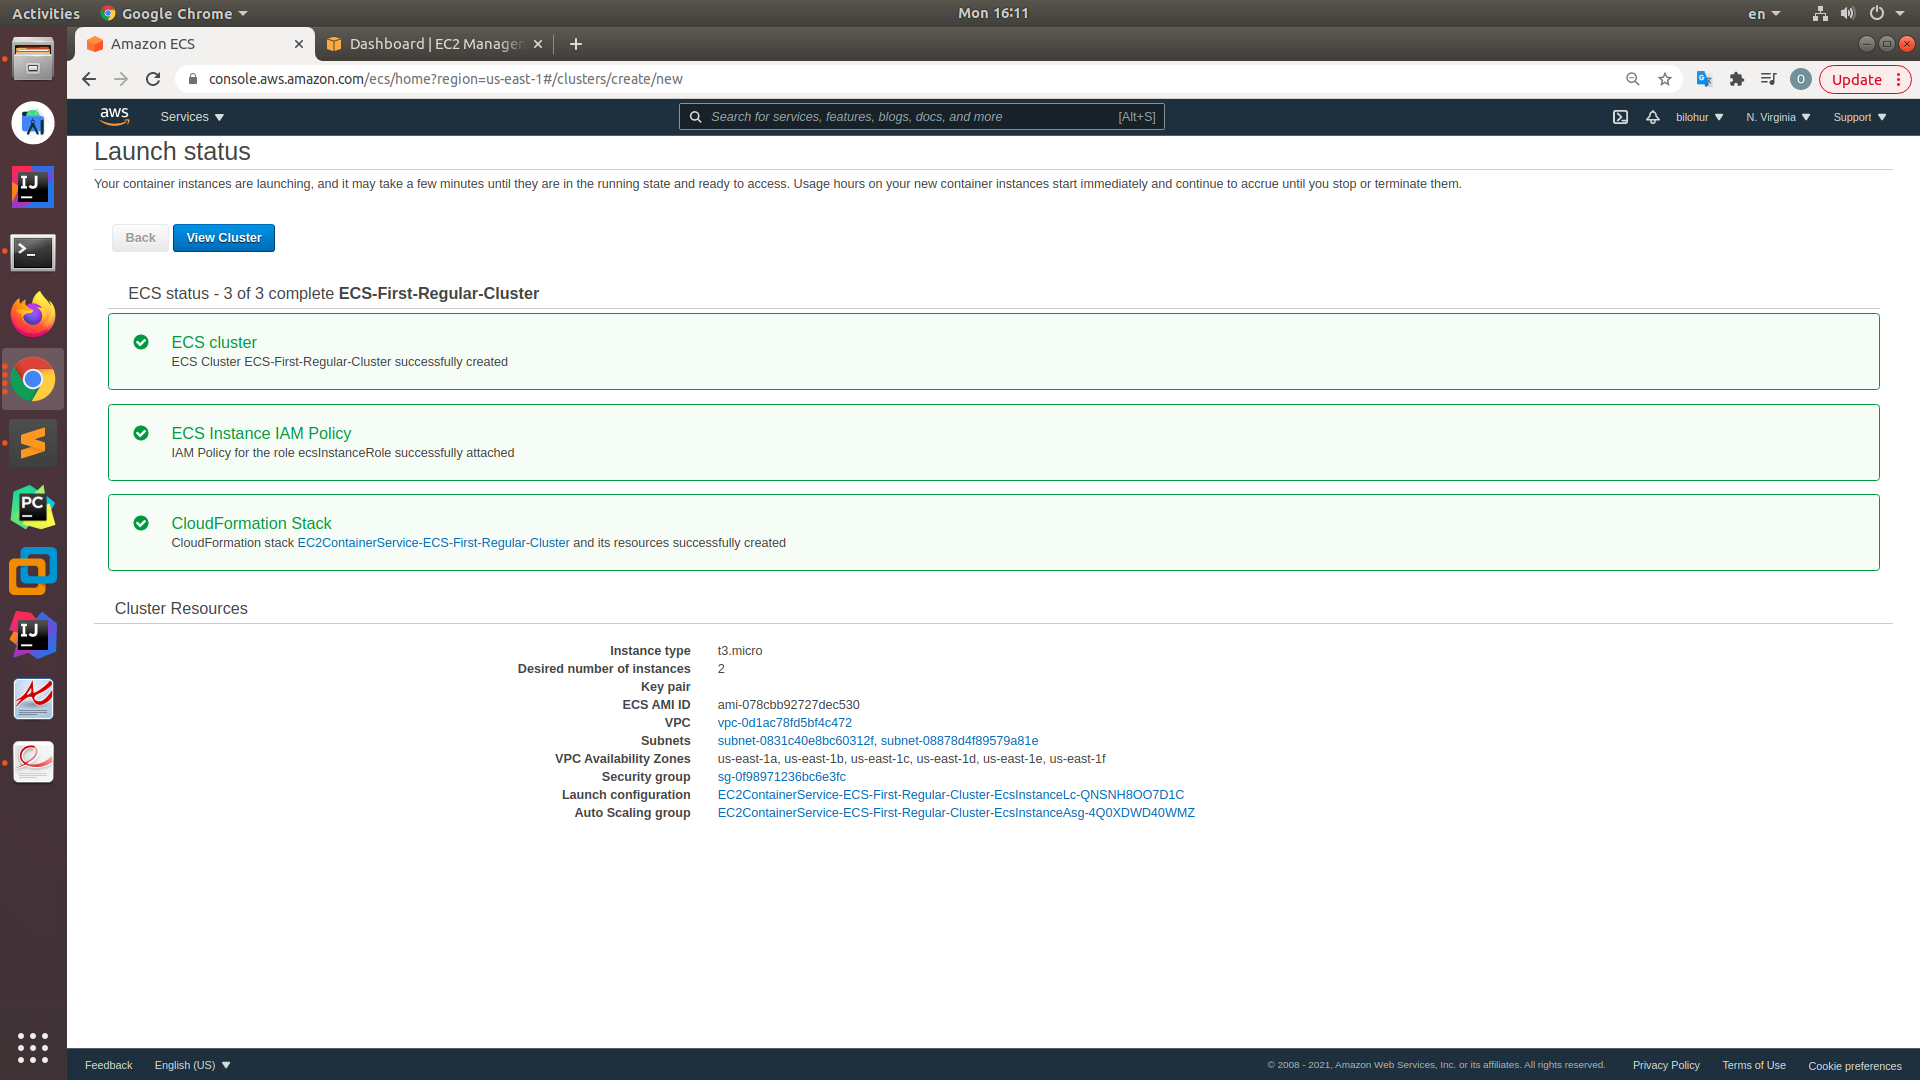 Activities Google Chrome Mon 16:11 en
Amazon ECS Dashboard | EC2 Manager
console.aws.amazon.com/ecs/home?region=us-east-1#/clusters/create/new O Update
aws Services Search for services, features, blogs, docs, and more [Alt+S] bilohur N. Virginia Support
Launch status
Your container instances are launching, and it may take a few minutes until they are in the running state and ready to access. Usage hours on your new container instances start immediately and continue to accrue until you stop or terminate them.
Back View Cluster
ECS status - 3 of 3 complete ECS-First-Regular-Cluster
ECS cluster
ECS Cluster ECS-First-Regular-Cluster successfully created
ECS Instance IAM Policy
IAM Policy for the role ecsInstanceRole successfully attached
CloudFormation Stack
CloudFormation stack EC2ContainerService-ECS-First-Regular-Cluster and its resources successfully created
Cluster Resources
Instance type t3.micro
Desired number of instances 2
Key pair
ECS AMI ID ami-078cbb92727dec530
VPC vpc-0d1ac78fd5bf4c472
Subnets subnet-0831c40e8bc60312f, subnet-08878d4f89579a81e
VPC Availability Zones us-east-1a, us-east-1b, us-east-1c, us-east-1d, us-east-1e, us-east-1f
Security group sg-0f98971236bc6e3fc
Launch configuration EC2ContainerService-ECS-First-Regular-Cluster-EcsInstanceLc-QNSNH8OO7D1C
Auto Scaling group EC2ContainerService-ECS-First-Regular-Cluster-EcsInstanceAsg-4Q0XDWD40WMZ
Feedback English (US) © 2008 - 2021, Amazon Web Services, Inc. or its affiliates. All rights reserved. Privacy Policy Terms of Use Cookie preferences
IJ
PC
IJ